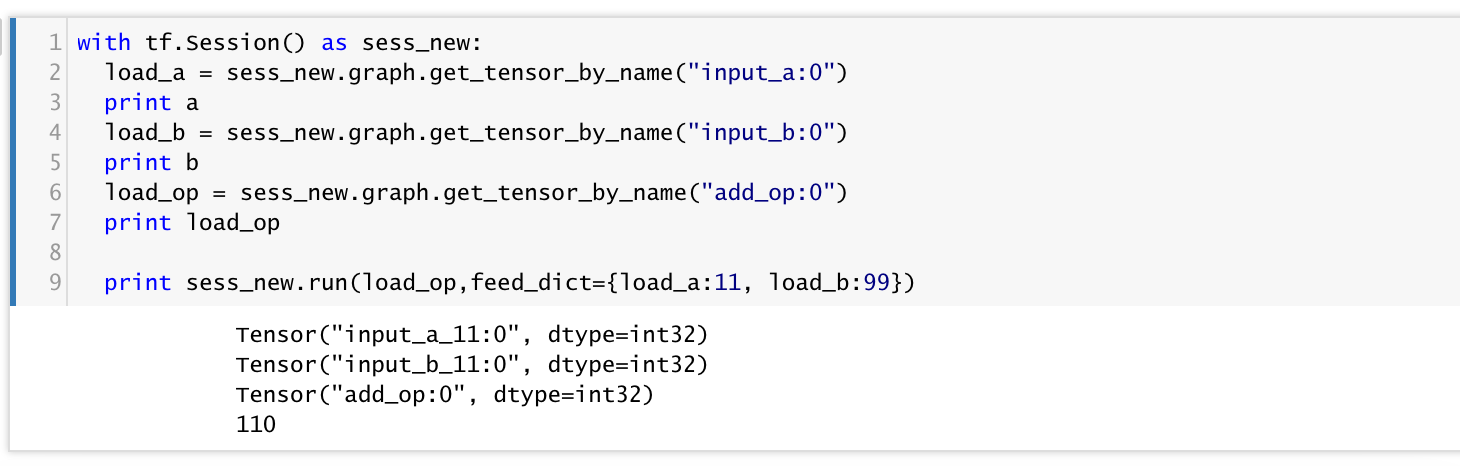 1 with tf.Session() as sess_new:
2   load_a = sess_new.graph.get_tensor_by_name("input_a:0")
3   print a
4   load_b = sess_new.graph.get_tensor_by_name("input_b:0")
5   print b
6   load_op = sess_new.graph.get_tensor_by_name("add_op:0")
7   print load_op
8
9   print sess_new.run(load_op,feed_dict={load_a:11, load_b:99})
Tensor("input_a_11:0", dtype=int32)
Tensor("input_b_11:0", dtype=int32)
Tensor("add_op:0", dtype=int32)
110